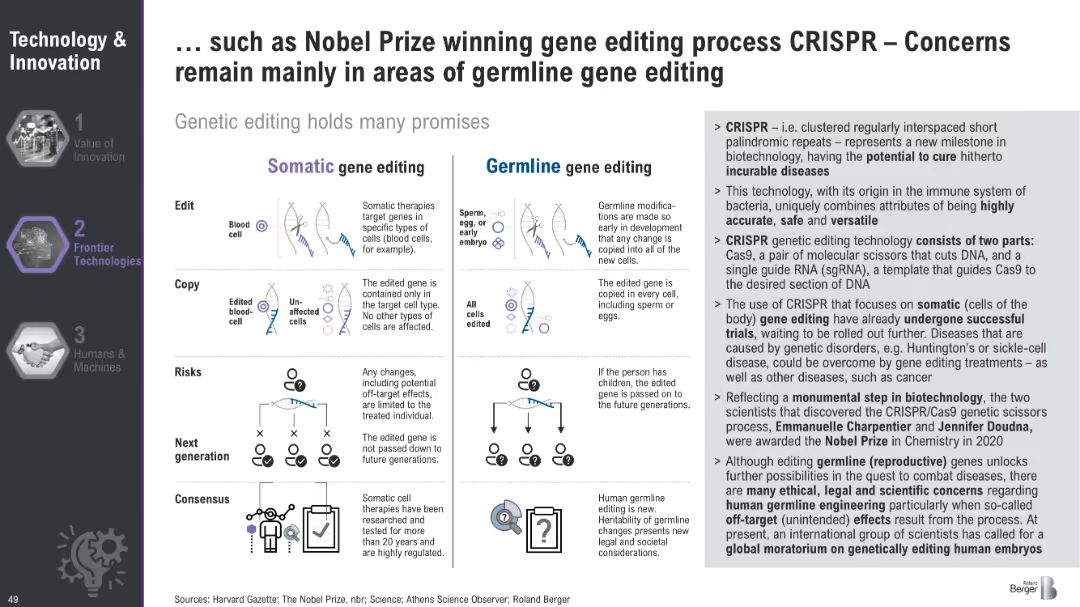 Technology &
Innovation
1
Value of
Innovation
2
Frontier
Technologies
3
Humans &
Machines
49
… such as Nobel Prize winning gene editing process CRISPR – Concerns
remain mainly in areas of germline gene editing
Genetic editing holds many promises
Somatic gene editing
Germline gene editing
Edit
Blood
cell
Somatic therapies
target genes in
specific types of
cells (blood cells,
for example).
Sperm,
egg, or
early
embryo
Germline modifica-
tions are made so
early in development
that any change is
copied into all of the
new cells.
Copy
Edited
blood-
cell
Un-
affected
cells
The edited gene is
contained only in
the target cell type.
No other types of
cells are affected.
All
cells
edited
The edited gene is
copied in every cell,
including sperm or
eggs.
Risks
?
Any changes,
including potential
off-target effects,
are limited to the
treated individual.
?
If the person has
children, the edited
gene is passed on to
the future generations.
Next
generation
The edited gene is
not passed down to
future generations.
? ? ?
Consensus
Somatic cell
therapies have been
researched and
tested for more
than 20 years and
are highly regulated.
? ?
Human germline
editing is new.
Heritability of germline
changes presents new
legal and societal
considerations.
> CRISPR – i.e. clustered regularly interspaced short
palindromic repeats – represents a new milestone in
biotechnology, having the potential to cure hitherto
incurable diseases
> This technology, with its origin in the immune system of
bacteria, uniquely combines attributes of being highly
accurate, safe and versatile
> CRISPR genetic editing technology consists of two parts:
Cas9, a pair of molecular scissors that cuts DNA, and a
single guide RNA (sgRNA), a template that guides Cas9 to
the desired section of DNA
> The use of CRISPR that focuses on somatic (cells of the
body) gene editing have already undergone successful
trials, waiting to be rolled out further. Diseases that are
caused by genetic disorders, e.g. Huntington's or sickle-cell
disease, could be overcome by gene editing treatments – as
well as other diseases, such as cancer
> Reflecting a monumental step in biotechnology, the two
scientists that discovered the CRISPR/Cas9 genetic scissors
process, Emmanuelle Charpentier and Jennifer Doudna,
were awarded the Nobel Prize in Chemistry in 2020
> Although editing germline (reproductive) genes unlocks
further possibilities in the quest to combat diseases, there
are many ethical, legal and scientific concerns regarding
human germline engineering particularly when so-called
off-target (unintended) effects result from the process. At
present, an international group of scientists has called for a
global moratorium on genetically editing human embryos
Sources: Harvard Gazette; The Nobel Prize, nbr; Science; Athens Science Observer; Roland Berger
Roland
Berger
B